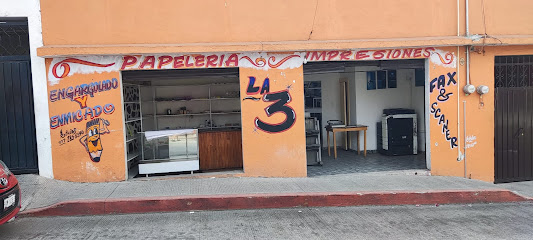 PAPELERIA
IMPRESIONES
ENGARGOLADO
Y
ENMICADO
LA
3
FAX
&
SCANER